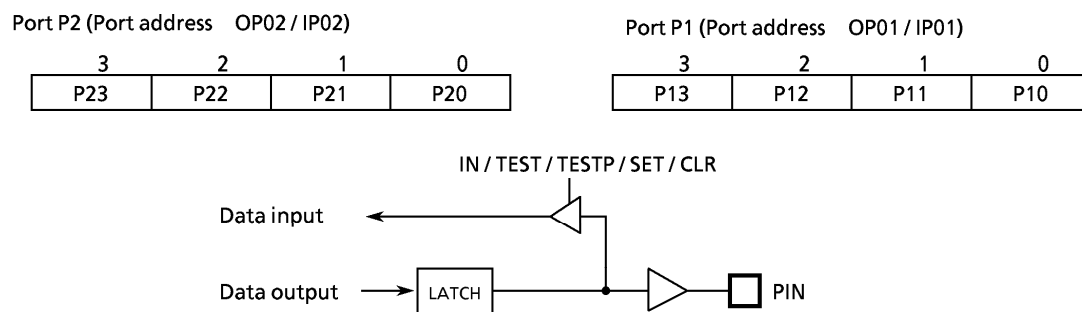 Port P2 (Port address OP02 / IP02)
3 2 1 0
P23 P22 P21 P20
Port P1 (Port address OP01 / IP01)
3 2 1 0
P13 P12 P11 P10
IN / TEST / TESTP / SET / CLR
Data input
Data output LATCH PIN